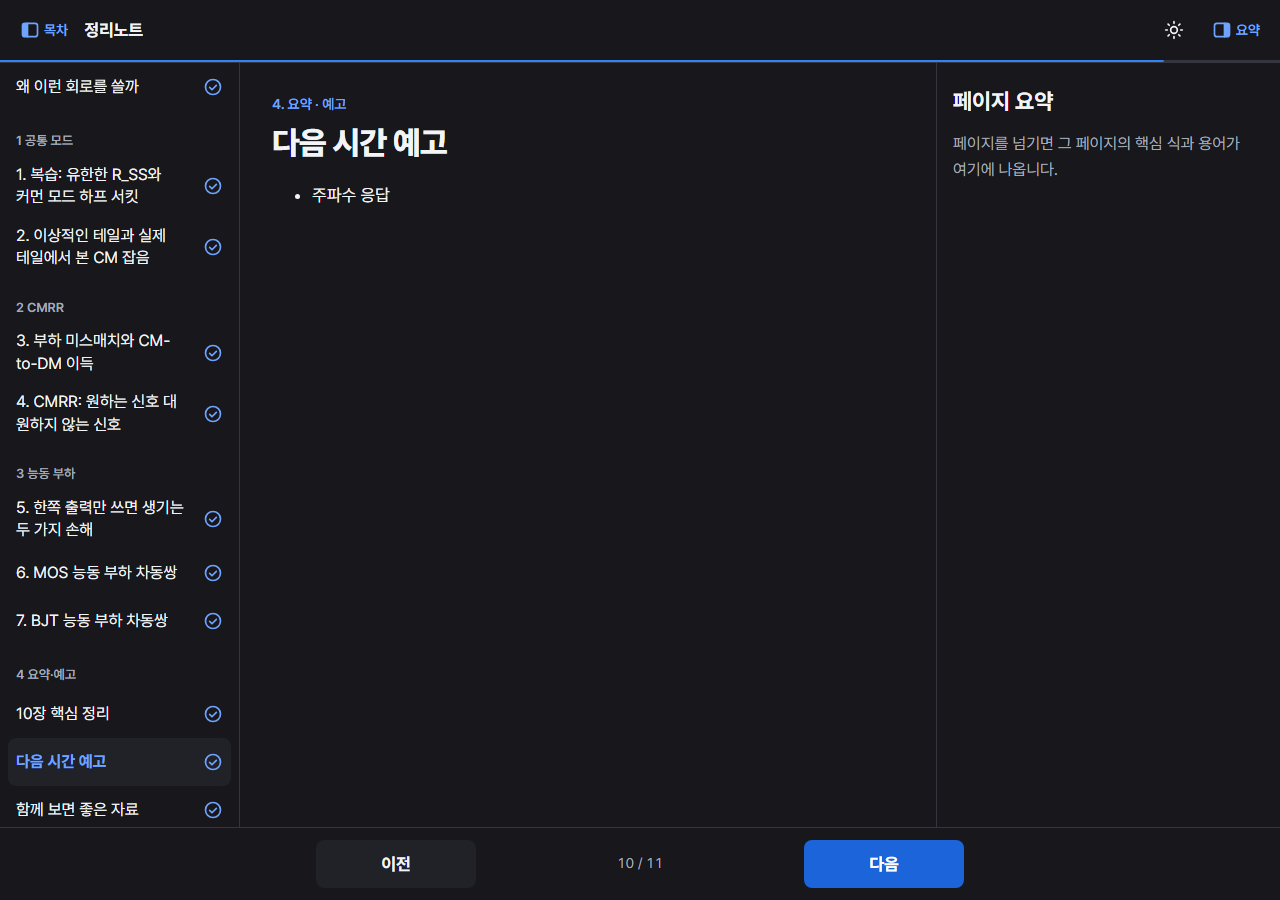 목차
정리노트
요약
왜 이런 회로를 쓸까
1 공통 모드
1. 복습: 유한한 R_SS와
커먼 모드 하프 서킷
2. 이상적인 테일과 실제
테일에서 본 CM 잡음
2 CMRR
3. 부하 미스매치와 CM-
to-DM 이득
4. CMRR: 원하는 신호 대
원하지 않는 신호
3 능동 부하
5. 한쪽 출력만 쓰면 생기는
두 가지 손해
6. MOS 능동 부하 차동쌍
7. BJT 능동 부하 차동쌍
4 요약·예고
10장 핵심 정리
다음 시간 예고
함께 보면 좋은 자료
4. 요약 · 예고
다음 시간 예고
• 주파수 응답
페이지 요약
페이지를 넘기면 그 페이지의 핵심 식과 용어가
여기에 나옵니다.
이전
10 / 11
다음